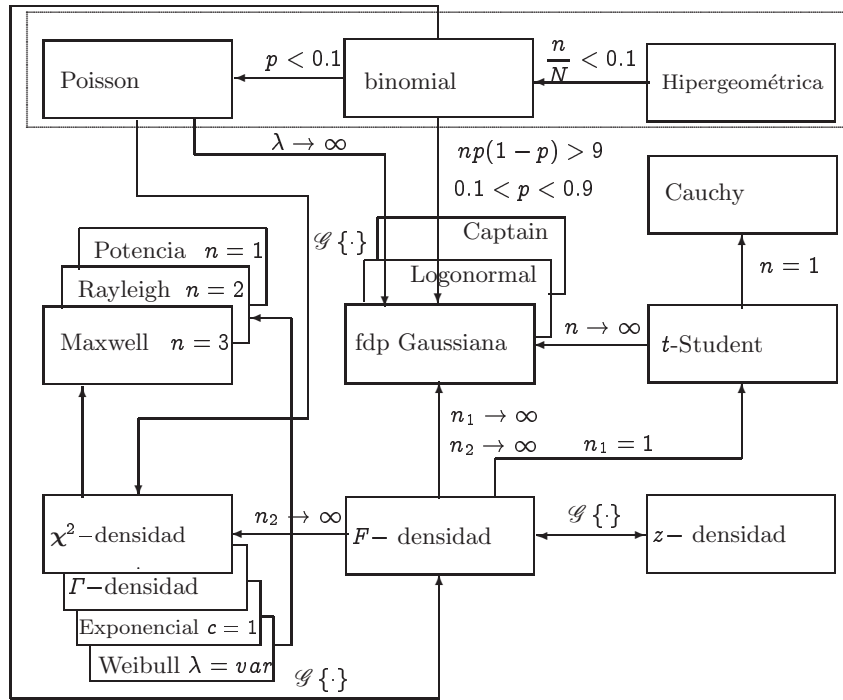 Poisson
p < 0.1
binomial
n/N < 0.1
Hipergeométrica
λ → ∞
np(1 − p) > 9
0.1 < p < 0.9
Cauchy
𝒢 {·}
Captain
Potencia n = 1
Logonormal
n = 1
Rayleigh n = 2
Maxwell n = 3
fdp Gaussiana
n → ∞
t-Student
n₁ → ∞
n₂ → ∞
n₁ = 1
χ²−densidad
n₂ → ∞
F− densidad
𝒢 {·}
z− densidad
Γ−densidad
Exponencial c = 1
Weibull λ = var
𝒢 {·}